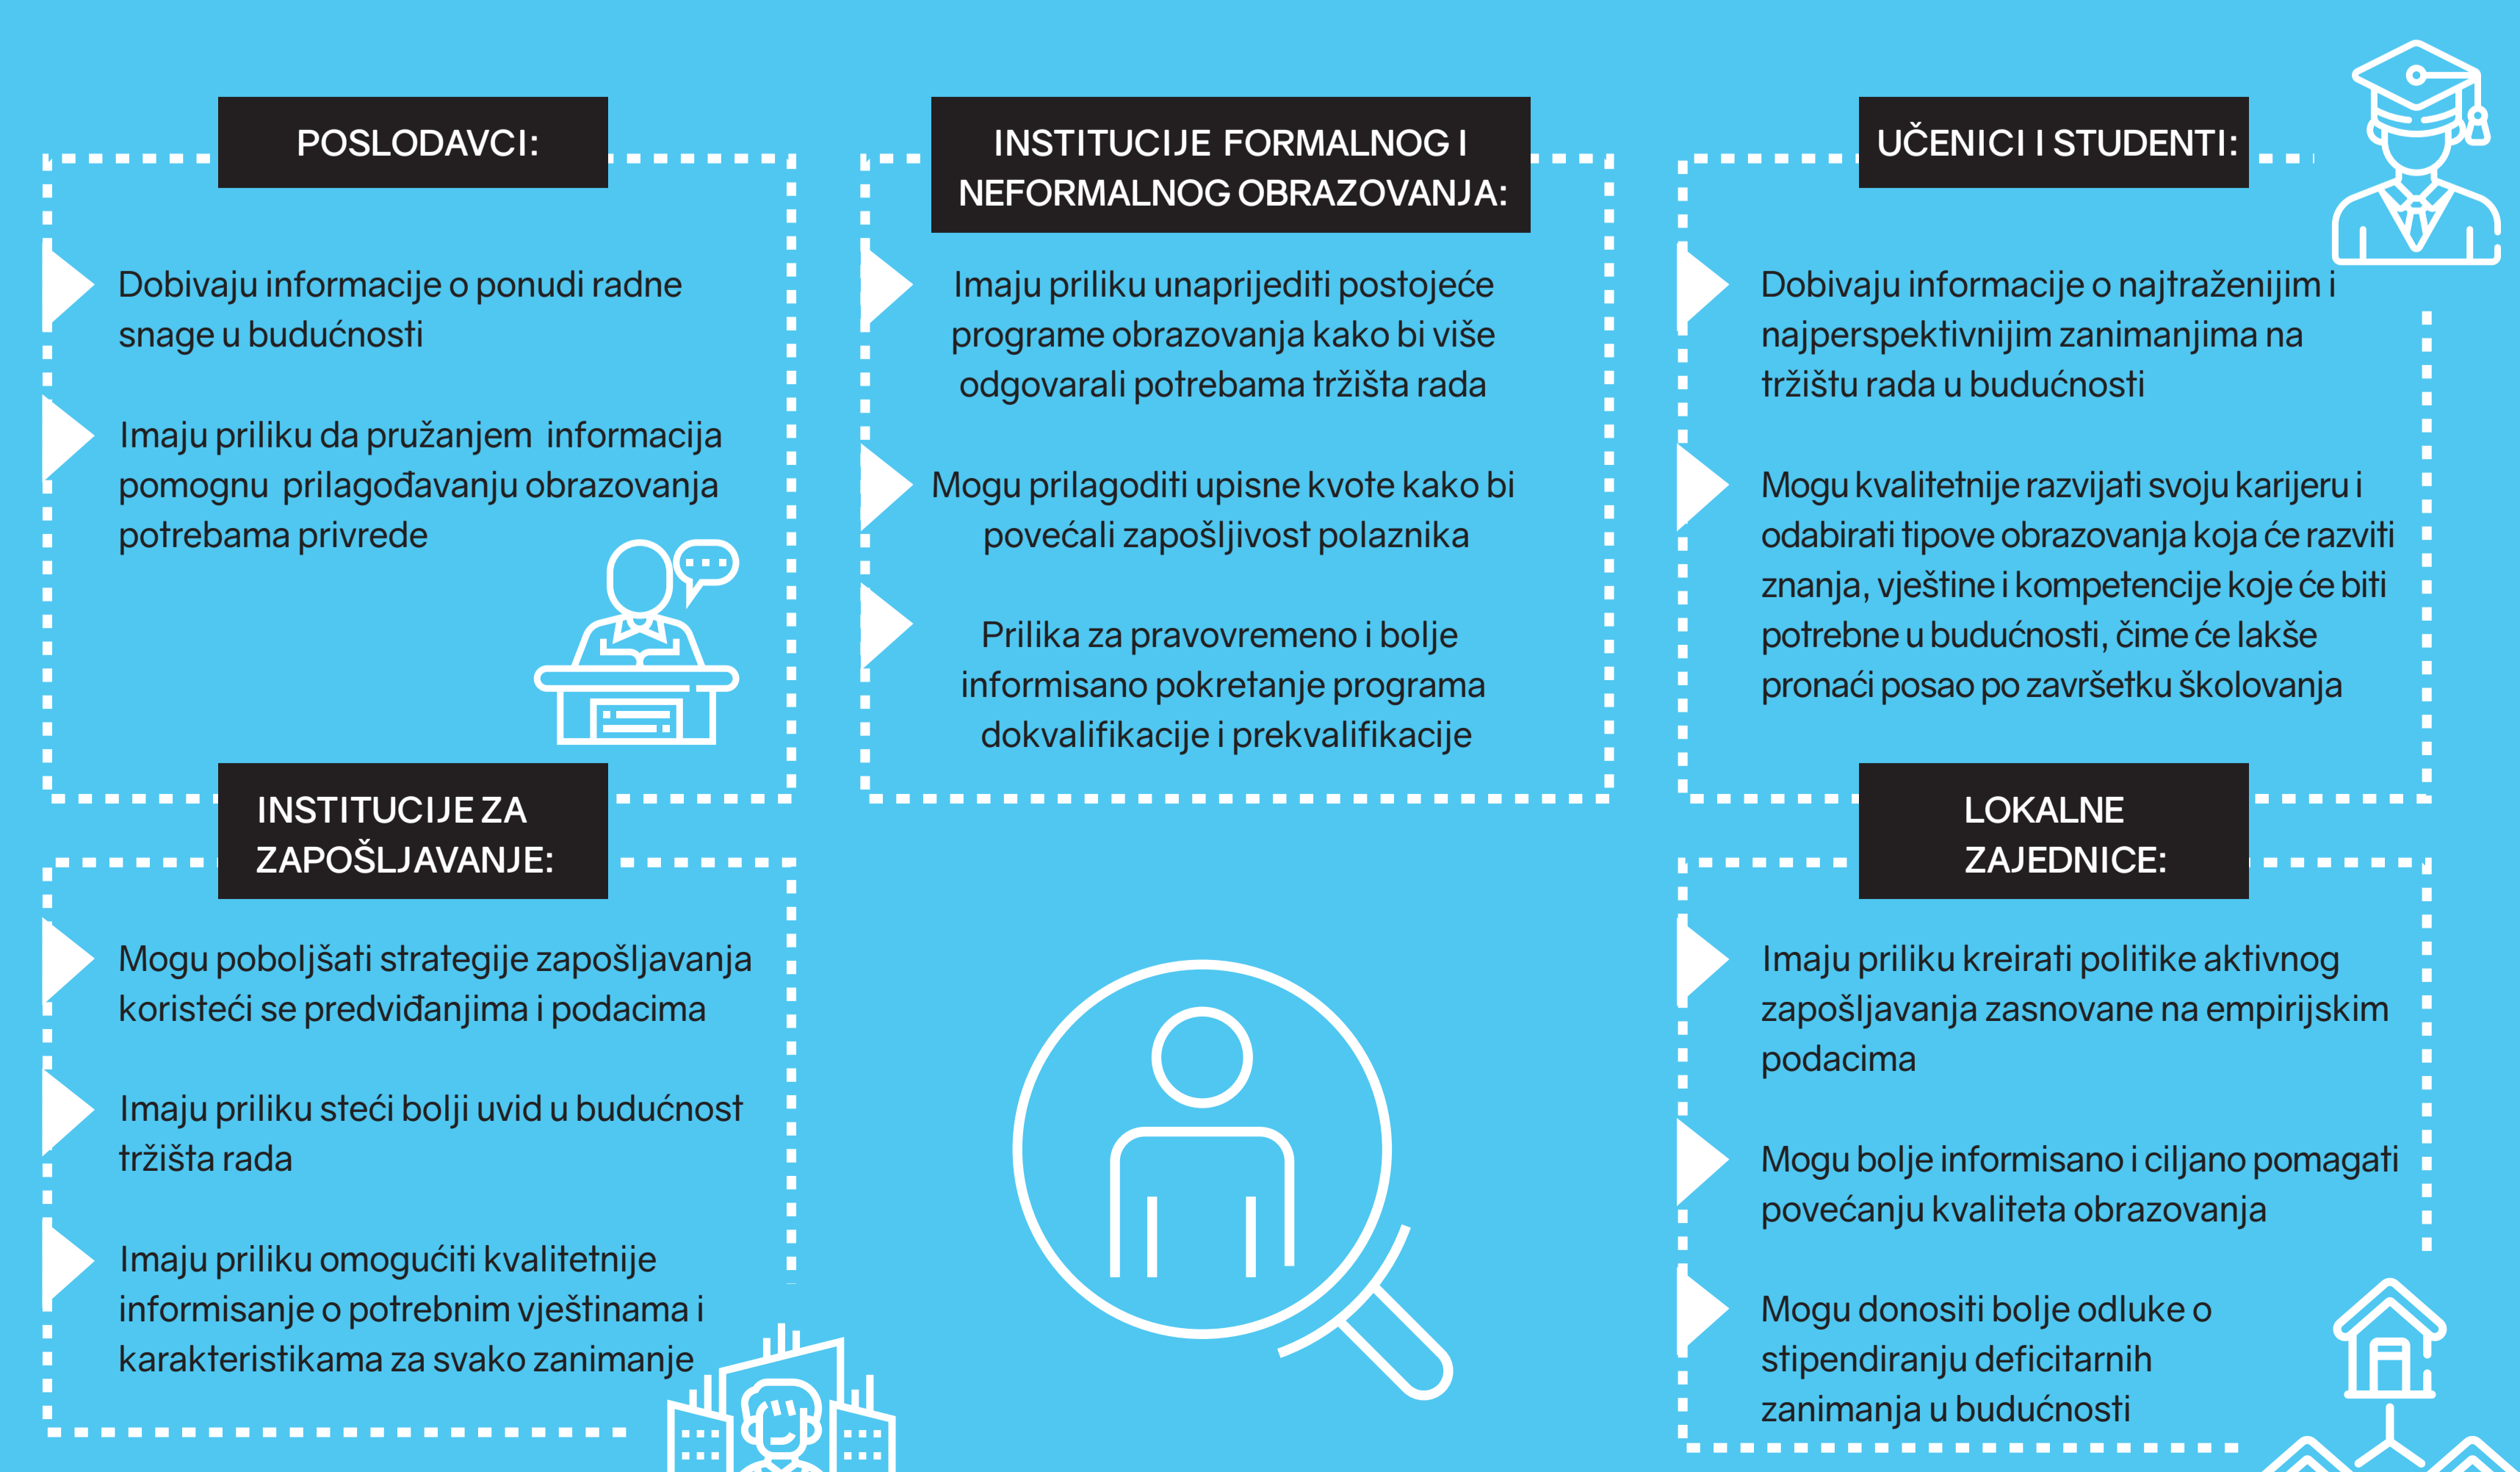 POSLODAVCI:
Dobivaju informacije o ponudi radne
snage u budućnosti
Imaju priliku da pružanjem informacija
pomognu prilagođavanju obrazovanja
potrebama privrede
INSTITUCIJE FORMALNOG I
NEFORMALNOG OBRAZOVANJA:
Imaju priliku unaprijediti postojeće
programe obrazovanja kako bi više
odgovarali potrebama tržišta rada
Mogu prilagoditi upisne kvote kako bi
povećali zapošljivost polaznika
Prilika za pravovremeno i bolje
informisano pokretanje programa
dokvalifikacije i prekvalifikacije
UČENICI I STUDENTI:
Dobivaju informacije o najtraženijim i
najperspektivnijim zanimanjima na
tržištu rada u budućnosti
Mogu kvalitetnije razvijati svoju karijeru i
odabirati tipove obrazovanja koja će razviti
znanja, vještine i kompetencije koje će biti
potrebne u budućnosti, čime će lakše
pronaći posao po završetku školovanja
INSTITUCIJE ZA
ZAPOŠLJAVANJE:
Mogu poboljšati strategije zapošljavanja
koristeći se predviđanjima i podacima
Imaju priliku steći bolji uvid u budućnost
tržišta rada
Imaju priliku omogućiti kvalitetnije
informisanje o potrebnim vještinama i
karakteristikama za svako zanimanje
LOKALNE
ZAJEDNICE:
Imaju priliku kreirati politike aktivnog
zapošljavanja zasnovane na empirijskim
podacima
Mogu bolje informisano i ciljano pomagati
povećanju kvaliteta obrazovanja
Mogu donositi bolje odluke o
stipendiranju deficitarnih
zanimanja u budućnosti